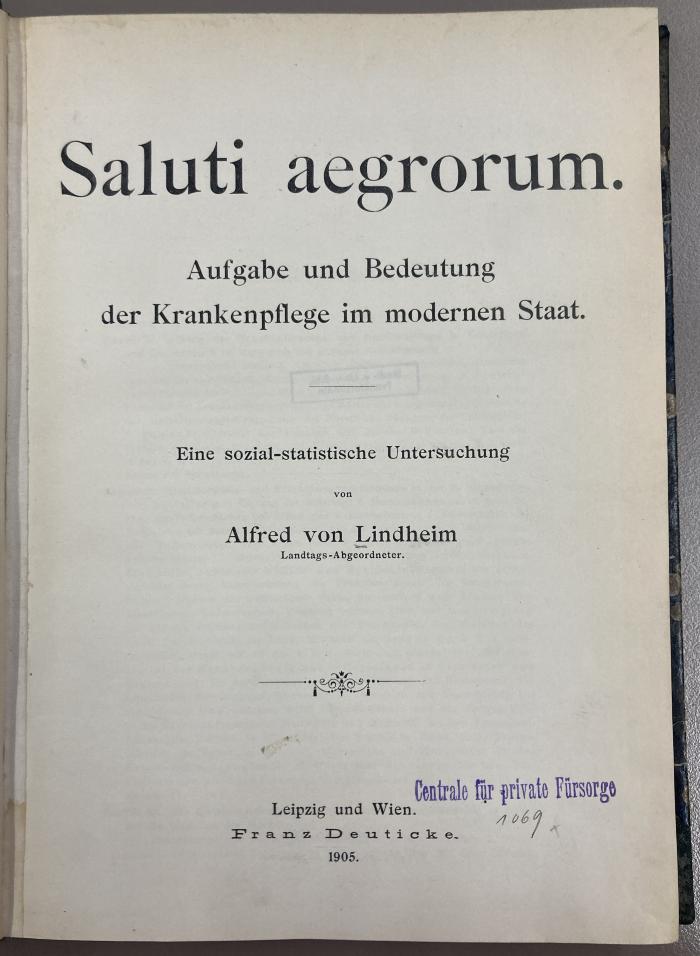 Saluti aegrorum.
Aufgabe und Bedeutung
der Krankenpflege im modernen Staat.
Eine sozial-statistische Untersuchung
von
Alfred von Lindheim
Landtags-Abgeordneter.
Centrale für private Fürsorge
Leipzig und Wien.
1069
Franz Deuticke.
1905.